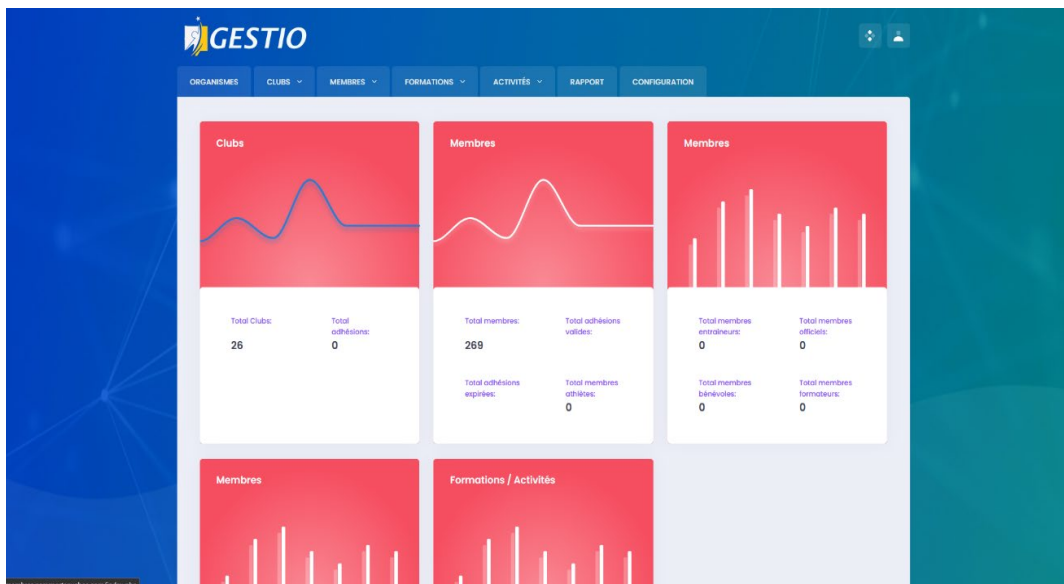 GESTIO
ORGANISMES CLUBS MEMBRES FORMATIONS ACTIVITÉS RAPPORT CONFIGURATION
Clubs
Total Clubs:
26
Total
adhésions:
0
Membres
Total membres:
269
Total adhésions
valides:
Total adhésions
expirées:
Total membres
athlètes:
0
Membres
Total membres
entraineurs:
0
Total membres
officiels:
0
Total membres
bénévoles:
0
Total membres
formateurs:
0
Membres
Formations / Activités